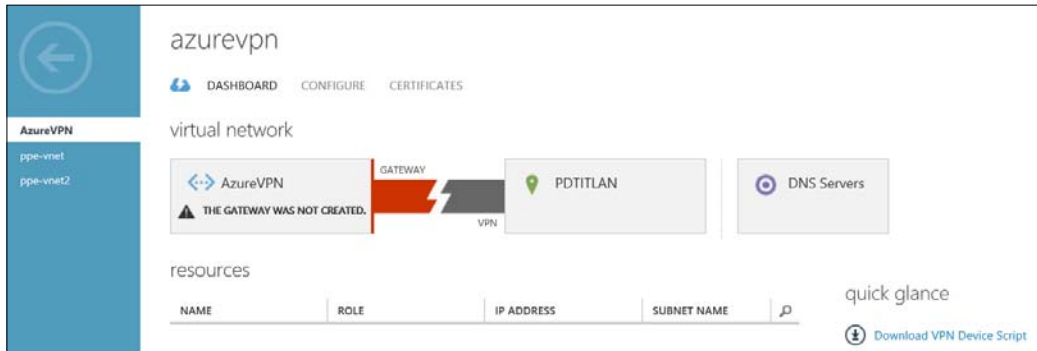 azurevpn
DASHBOARD CONFIGURE CERTIFICATES
AzureVPN
ppe-vnet
ppe-vnet2
virtual network
AzureVPN
THE GATEWAY WAS NOT CREATED.
GATEWAY
VPN
PDTITLAN
DNS Servers
resources
NAME ROLE IP ADDRESS SUBNET NAME
quick glance
Download VPN Device Script